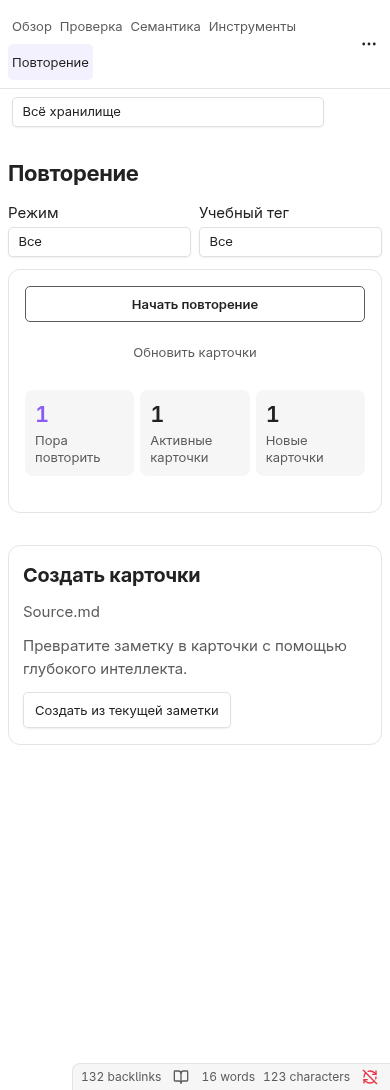 Обзор Проверка Семантика Инструменты
Повторение
Всё хранилище
Повторение
Режим Учебный тег
Все Все
Начать повторение
Обновить карточки
1 1 1
Пора повторить Активные карточки Новые карточки
Создать карточки
Source.md
Превратите заметку в карточки с помощью
глубокого интеллекта.
Создать из текущей заметки
132 backlinks 16 words 123 characters